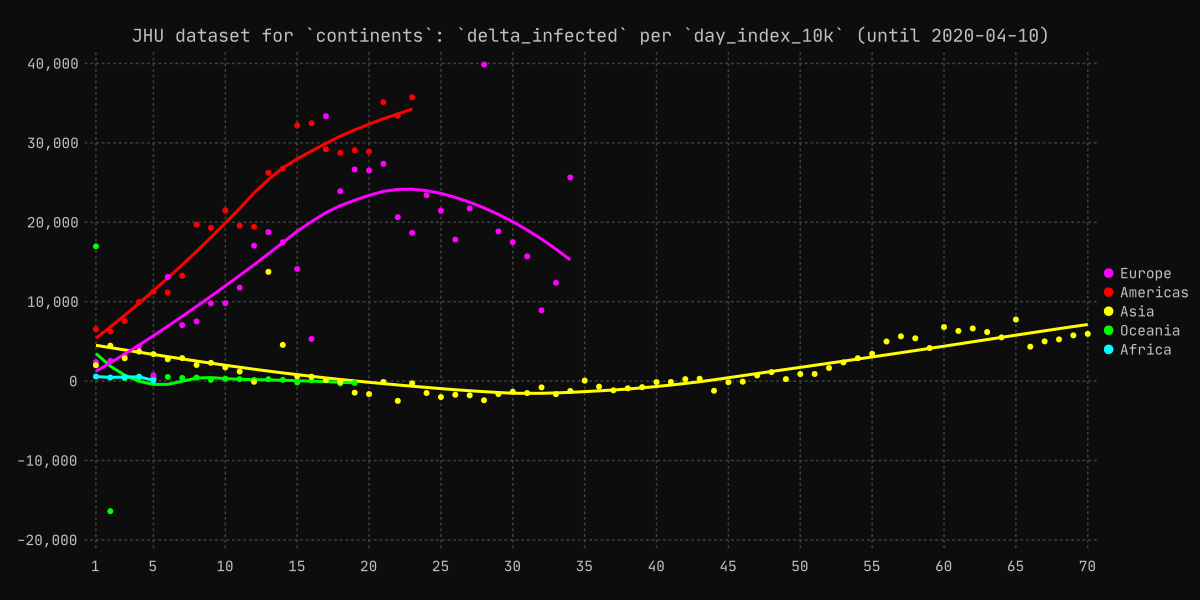 JHU dataset for `continents`: `delta_infected` per `day_index_10k` (until 2020-04-10)
40,000
30,000
20,000
10,000
0
-10,000
-20,000
1 5 10 15 20 25 30 35 40 45 50 55 60 65 70
Europe
Americas
Asia
Oceania
Africa